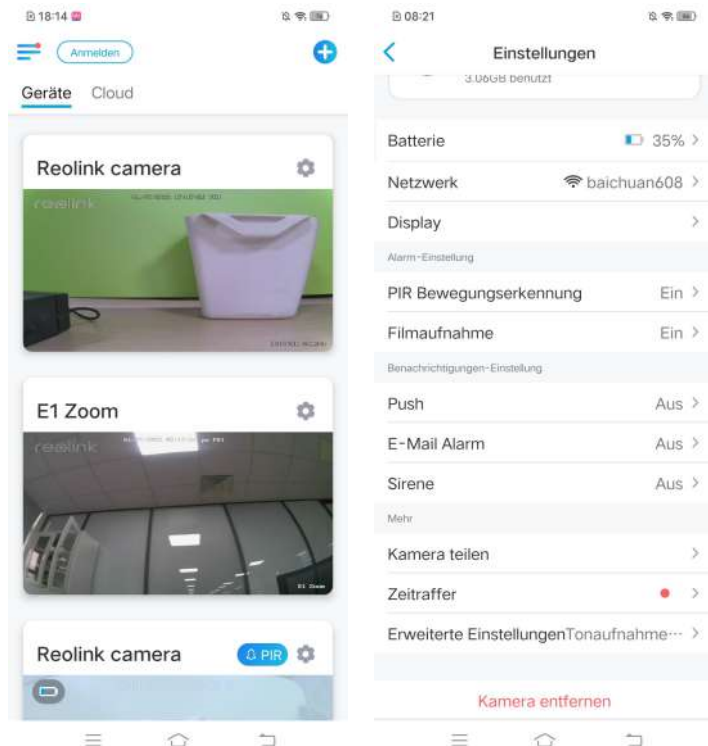 18:14
Anmelden
Geräte Cloud
Reolink camera
reolink
E1 Zoom
reolink
E1 Zoom
Reolink camera
PIR
08:21
Einstellungen
3.06GB benutzt
Batterie 35%
Netzwerk baichuan608
Display
Alarm-Einstellung
PIR Bewegungserkennung Ein
Filmaufnahme Ein
Benachrichtigungen-Einstellung
Push Aus
E-Mail Alarm Aus
Sirene Aus
Mehr
Kamera teilen
Zeitraffer
Erweiterte EinstellungenTonaufnahme···
Kamera entfernen